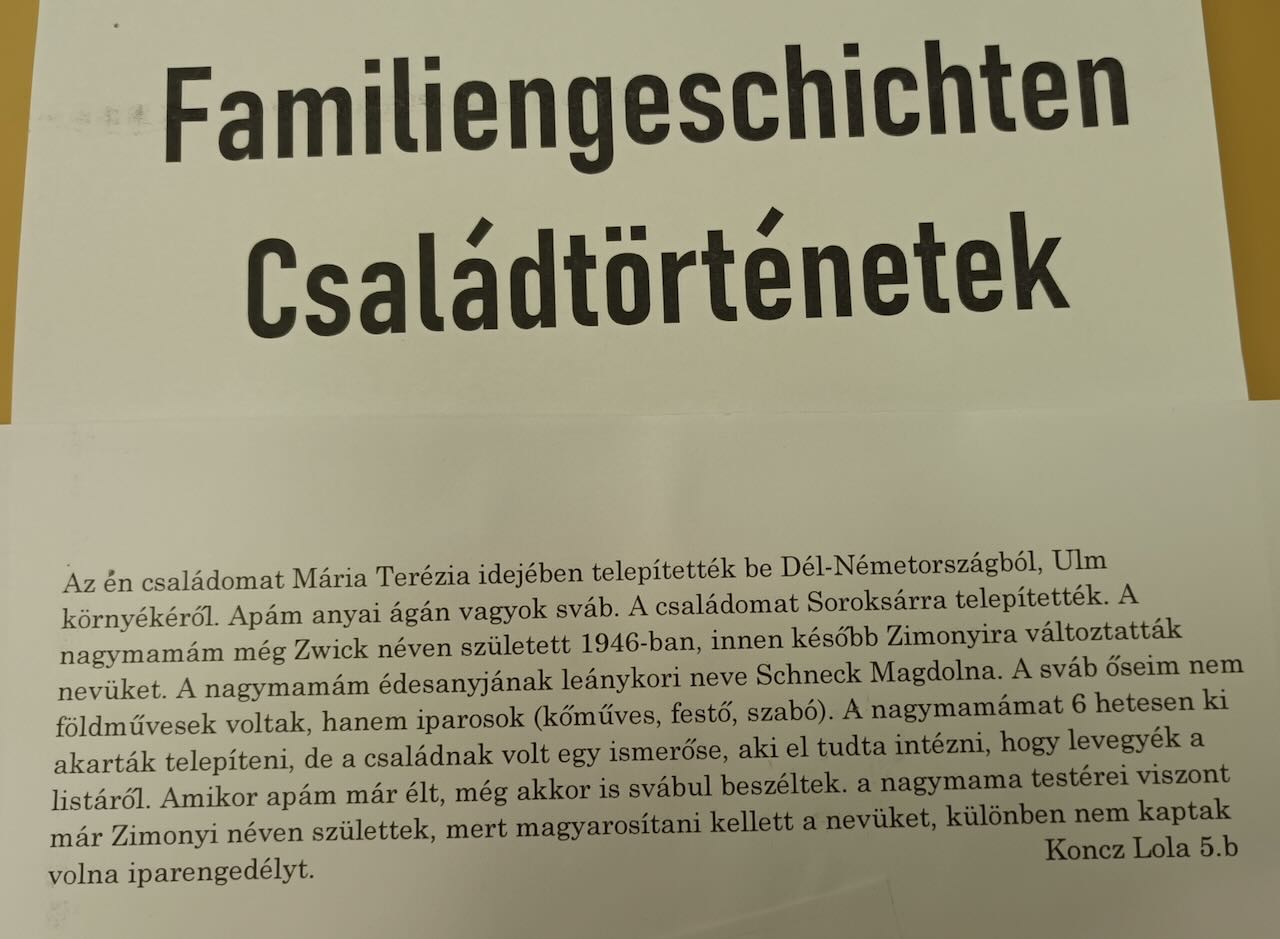 Familiengeschichten
Családtörténetek
Az én családomat Mária Terézia idejében telepítették be Dél-Németországból, Ulm
környékéről. Apám anyai ágán vagyok sváb. A családomat Soroksárra telepítették. A
nagymamám még Zwick néven született 1946-ban, innen később Zimonyira változtatták
nevüket. A nagymamám édesanyjának leánykori neve Schneck Magdolna. A sváb őseim nem
földművesek voltak, hanem iparosok (kőműves, festő, szabó). A nagymamámat 6 hetesen ki
akarták telepíteni, de a családnak volt egy ismerőse, aki el tudta intézni, hogy levegyék a
listáről. Amikor apám már élt, még akkor is svábul beszéltek. a nagymama testérei viszont
már Zimonyi néven születtek, mert magyarosítani kellett a nevüket, különben nem kaptak
volna iparengedélyt.
Koncz Lola 5.b